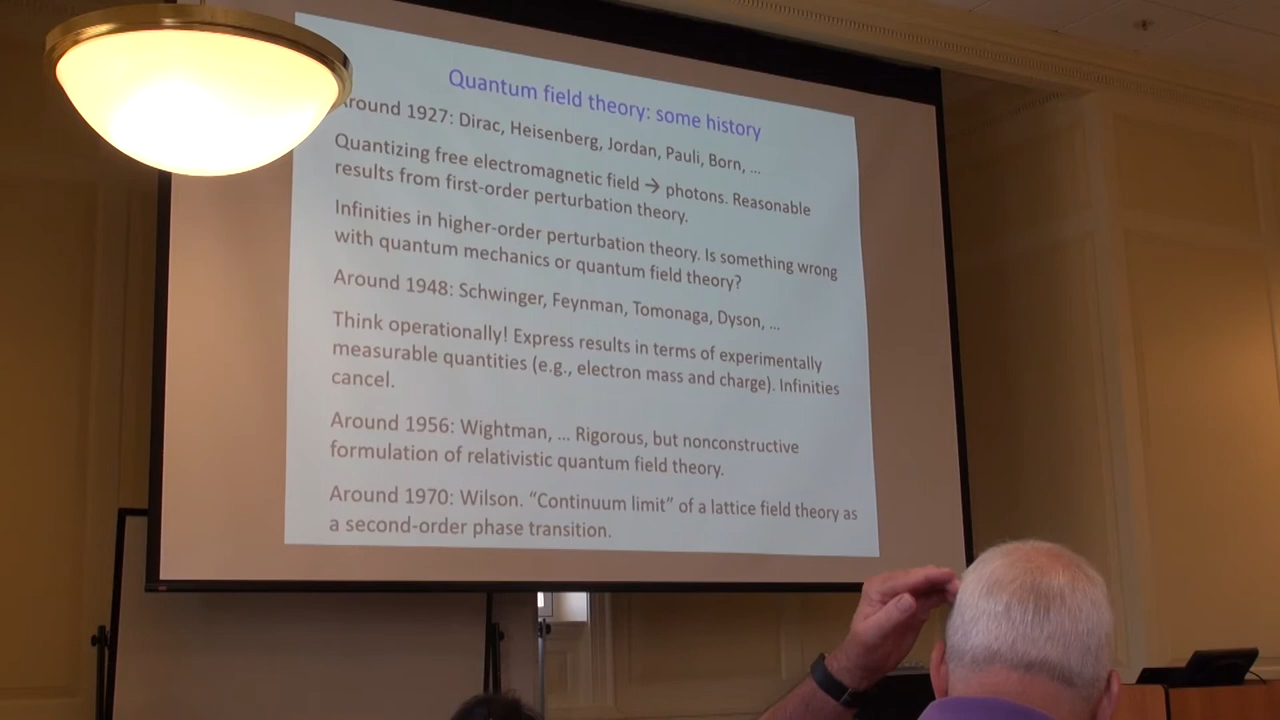 Quantum field theory: some history
Around 1927: Dirac, Heisenberg, Jordan, Pauli, Born, ...
Quantizing free electromagnetic field → photons. Reasonable
results from first-order perturbation theory.
Infinities in higher-order perturbation theory. Is something wrong
with quantum mechanics or quantum field theory?
Around 1948: Schwinger, Feynman, Tomonaga, Dyson, ...
Think operationally! Express results in terms of experimentally
measurable quantities (e.g., electron mass and charge). Infinities
cancel.
Around 1956: Wightman, ... Rigorous, but nonconstructive
formulation of relativistic quantum field theory.
Around 1970: Wilson. “Continuum limit” of a lattice field theory as
a second-order phase transition.